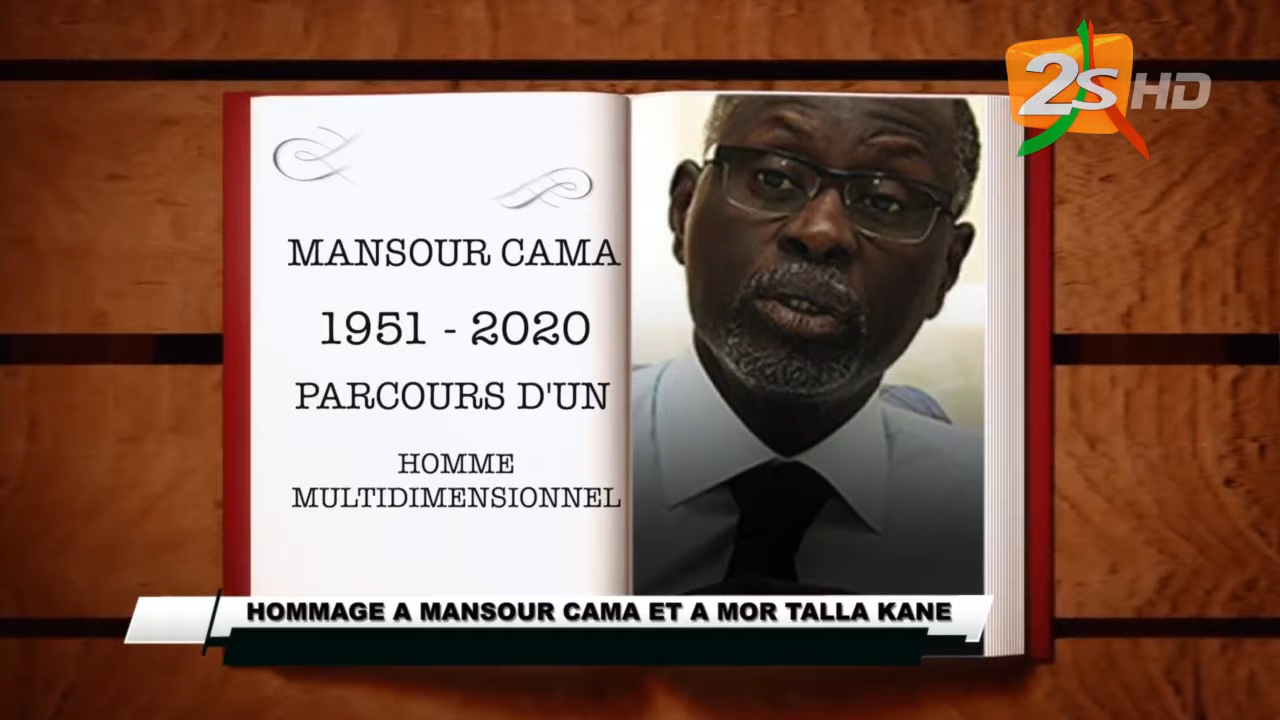 2S HD
MANSOUR CAMA
1951 - 2020
PARCOURS D'UN
HOMME
MULTIDIMENSIONNEL
HOMMAGE A MANSOUR CAMA ET A MOR TALLA KANE